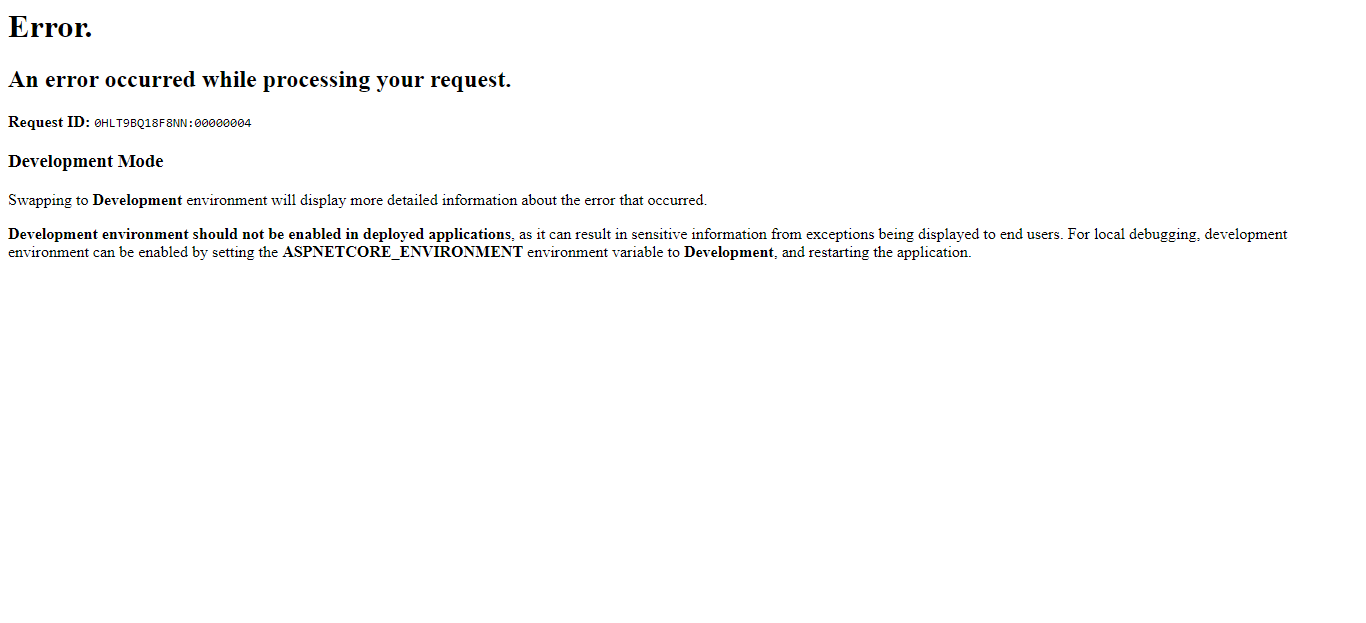 Error.
An error occurred while processing your request.
Request ID: 0HLT9BQ18F8NN:00000004
Development Mode
Swapping to Development environment will display more detailed information about the error that occurred.
Development environment should not be enabled in deployed applications, as it can result in sensitive information from exceptions being displayed to end users. For local debugging, development
environment can be enabled by setting the ASPNETCORE_ENVIRONMENT environment variable to Development, and restarting the application.